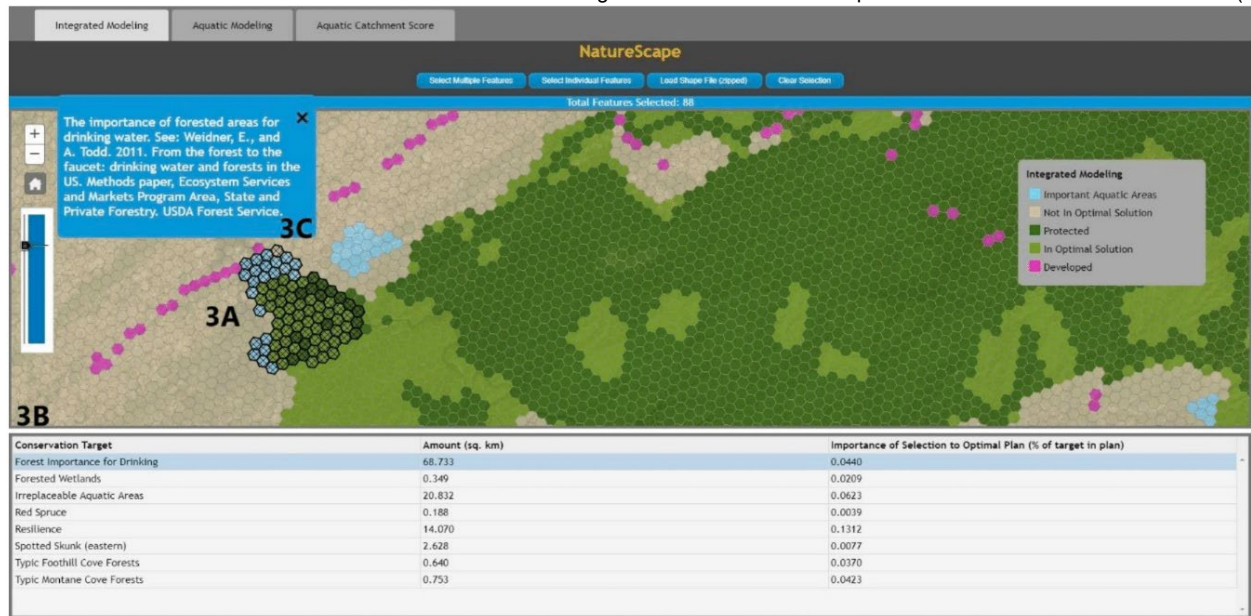 Integrated Modeling
Aquatic Modeling
Aquatic Catchment Score
NatureScape
Select Multiple Features
Select Individual Features
Load Shape File (zipped)
Clear Selection
Total Features Selected: 88
The importance of forested areas for
drinking water. See: Weidner, E., and
A. Todd. 2011. From the forest to the
faucet: drinking water and forests in the
US. Methods paper, Ecosystem Services
and Markets Program Area, State and
Private Forestry. USDA Forest Service.
3C
3A
3B
Integrated Modeling
Important Aquatic Areas
Not In Optimal Solution
Protected
In Optimal Solution
Developed
Conservation Target Amount (sq. km) Importance of Selection to Optimal Plan (% of target in plan)
Forest Importance for Drinking 68.733 0.0440
Forested Wetlands 0.349 0.0209
Irreplaceable Aquatic Areas 20.832 0.0623
Red Spruce 0.188 0.0039
Resilience 14.070 0.1312
Spotted Skunk (eastern) 2.628 0.0077
Typic Foothill Cove Forests 0.640 0.0370
Typic Montane Cove Forests 0.753 0.0423